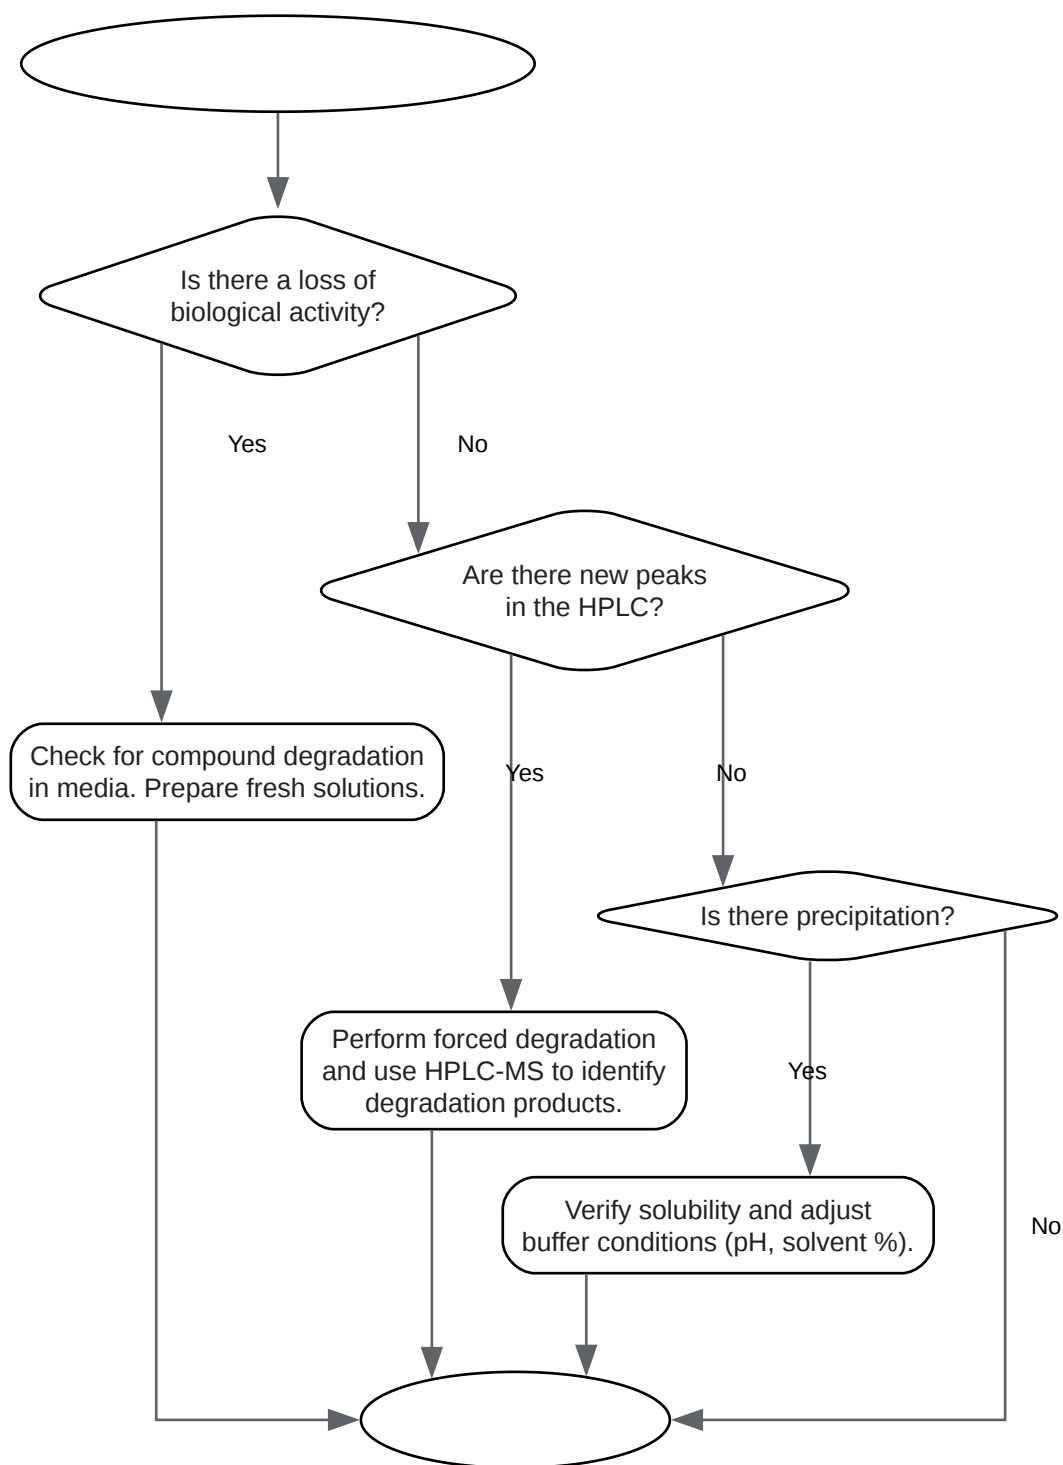 Is there a loss of
biological activity?
Yes
No
Are there new peaks
in the HPLC?
Check for compound degradation
in media. Prepare fresh solutions.
Yes
No
Is there precipitation?
Perform forced degradation
and use HPLC-MS to identify
degradation products.
Yes
Verify solubility and adjust
buffer conditions (pH, solvent %).
No